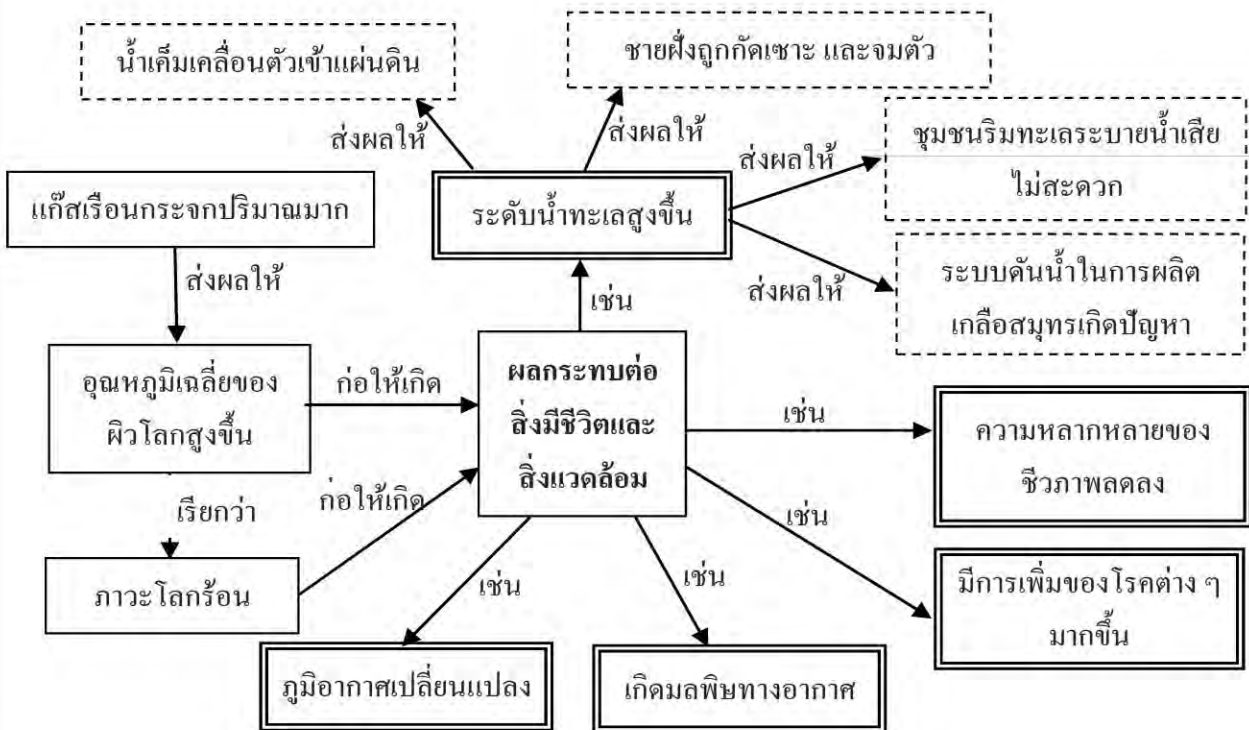 น้ำเค็มเคลื่อนตัวเข้าแผ่นดิน
ชายฝั่งถูกกัดเซาะ และจมตัว
ส่งผลให้
ส่งผลให้
ส่งผลให้
ชุมชนริมทะเลระบายน้ำเสีย
ไม่สะดวก
แก๊สเรือนกระจกปริมาณมาก
ระดับน้ำทะเลสูงขึ้น
ส่งผลให้
ส่งผลให้
ระบบดันน้ำในการผลิต
เกลือสมุทรเกิดปัญหา
เช่น
อุณหภูมิเฉลี่ยของ
ผิวโลกสูงขึ้น
ก่อให้เกิด
ผลกระทบต่อ
สิ่งมีชีวิตและ
สิ่งแวดล้อม
เช่น
ความหลากหลายของ
ชีวภาพลดลง
เรียกว่า
ก่อให้เกิด
เช่น
ภาวะโลกร้อน
เช่น
เช่น
มีการเพิ่มของโรคต่าง ๆ
มากขึ้น
ภูมิอากาศเปลี่ยนแปลง
เกิดมลพิษทางอากาศ